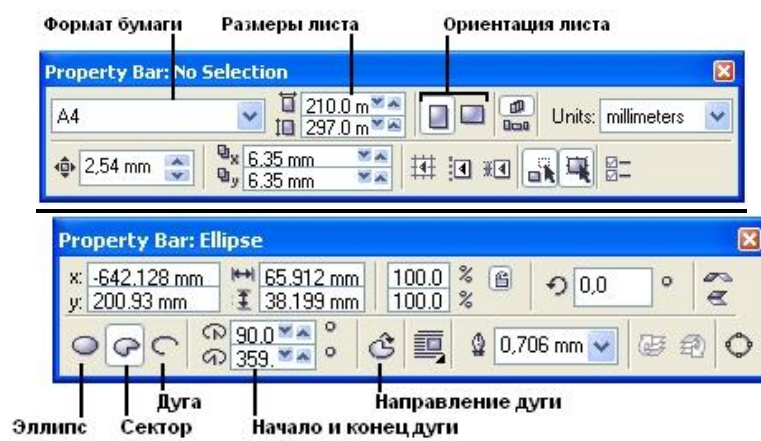 Формат бумаги Размеры листа Ориентация листа
Property Bar: No Selection
A4 210.0 m Units: millimeters
297.0 m
2,54 mm x 6.35 mm
y 6.35 mm
Property Bar: Ellipse
x: -642.128 mm 65.912 mm 100.0 % 0,0 °
y: 200.93 mm 38.199 mm 100.0 %
90.0 ° 0,706 mm
359. °
Дуга Направление дуги
Эллипс Сектор Начало и конец дуги